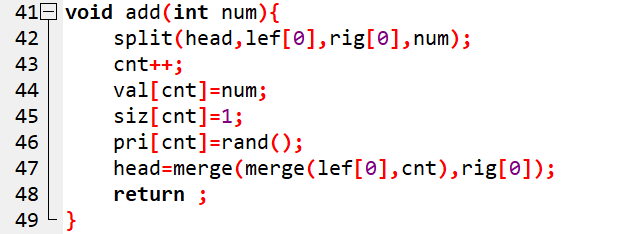 41 void add(int num){
42     split(head,lef[0],rig[0],num);
43     cnt++;
44     val[cnt]=num;
45     siz[cnt]=1;
46     pri[cnt]=rand();
47     head=merge(merge(lef[0],cnt),rig[0]);
48     return ;
49 }